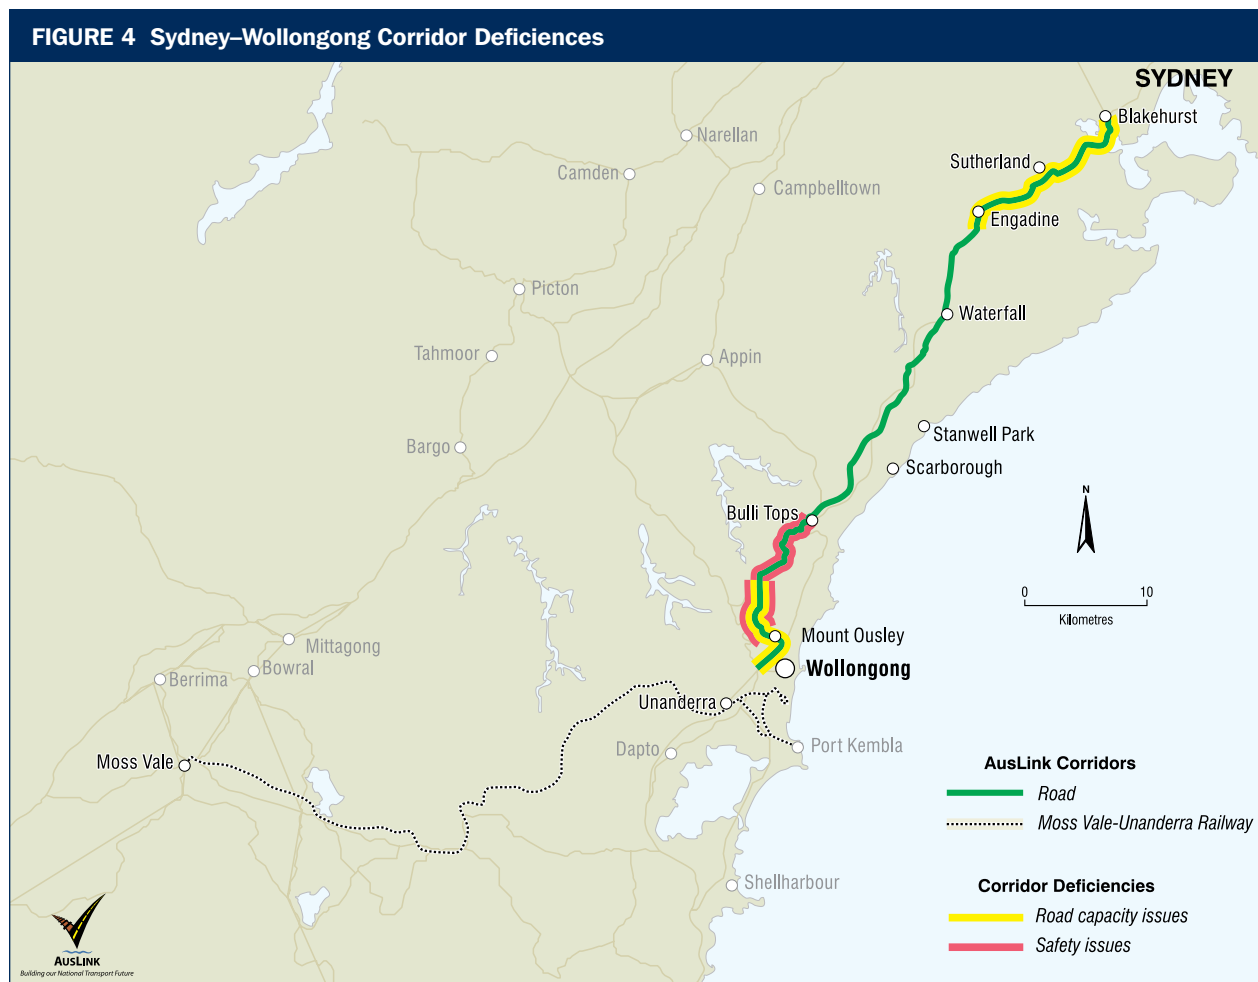 FIGURE 4 Sydney–Wollongong Corridor Deficiences
SYDNEY
Blakehurst
Narellan
Sutherland
Camden
Campbelltown
Engadine
Picton
Waterfall
Tahmoor
Appin
Stanwell Park
Bargo
Scarborough
Bulli Tops
N
0 10
Kilometres
Mount Ousley
Mittagong
Bowral
Wollongong
Berrima
Unanderra
Dapto
Port Kembla
Moss Vale
AusLink Corridors
Road
Moss Vale-Unanderra Railway
Shellharbour
Corridor Deficiencies
Road capacity issues
Safety issues
AUSLINK
Building our National Transport Future